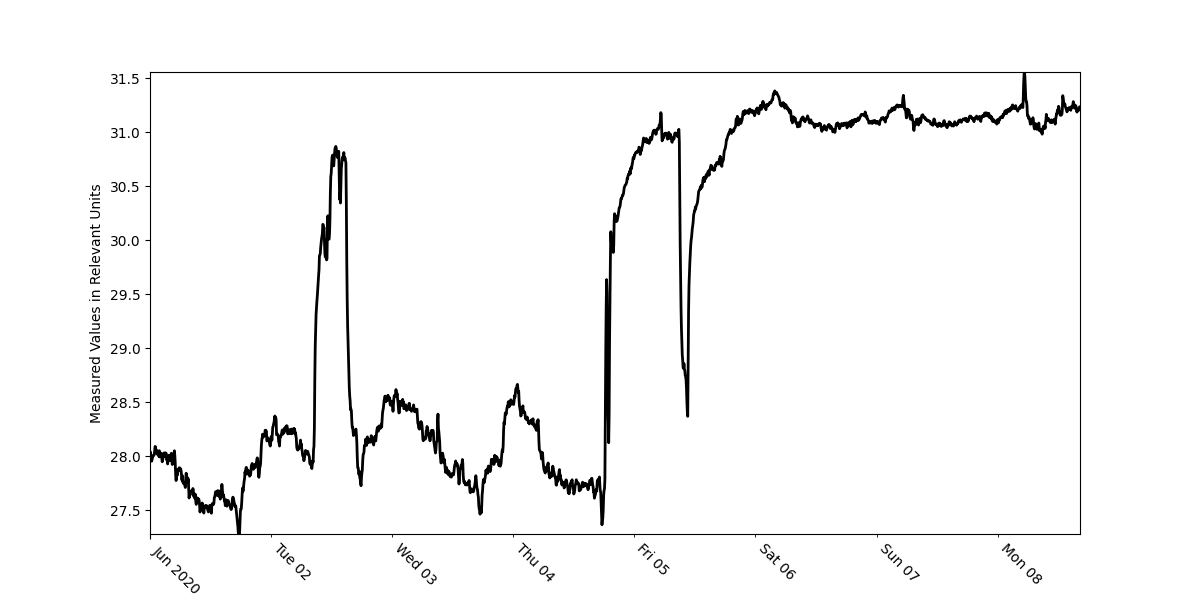 31.5
31.0
30.5
30.0
29.5
29.0
28.5
28.0
27.5
Measured Values in Relevant Units
Jun 2020
Tue 02
Wed 03
Thu 04
Fri 05
Sat 06
Sun 07
Mon 08